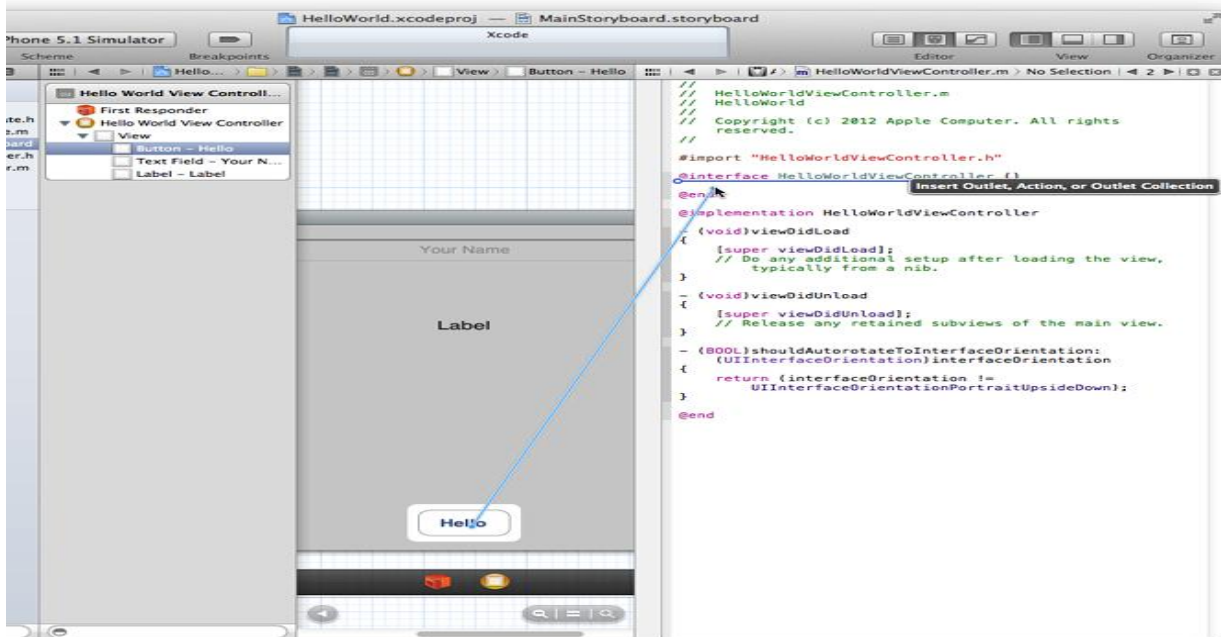 HelloWorld.xcodeproj — MainStoryboard.storyboard
Phone 5.1 Simulator
Xcode
Scheme
Breakpoints
Editor
View
Organizer
Hello...
View
Button – Hello
HelloWorldViewController.m
No Selection
2
Hello World View Controll...
First Responder
Hello World View Controller
View
Button – Hello
Text Field – Your N...
Label – Label
te.h
e.m
oard
er.h
r.m
Your Name
Label
Hello
//
// HelloWorldViewController.m
// HelloWorld
//
// Copyright (c) 2012 Apple Computer. All rights
reserved.
//
#import "HelloWorldViewController.h"
@interface HelloWorldViewController ()
Insert Outlet, Action, or Outlet Collection
@end
@implementation HelloWorldViewController
- (void)viewDidLoad
{
[super viewDidLoad];
// Do any additional setup after loading the view,
typically from a nib.
}
- (void)viewDidUnload
{
[super viewDidUnload];
// Release any retained subviews of the main view.
}
- (BOOL)shouldAutorotateToInterfaceOrientation:
(UIInterfaceOrientation)interfaceOrientation
{
return (interfaceOrientation !=
UIInterfaceOrientationPortraitUpsideDown);
}
@end